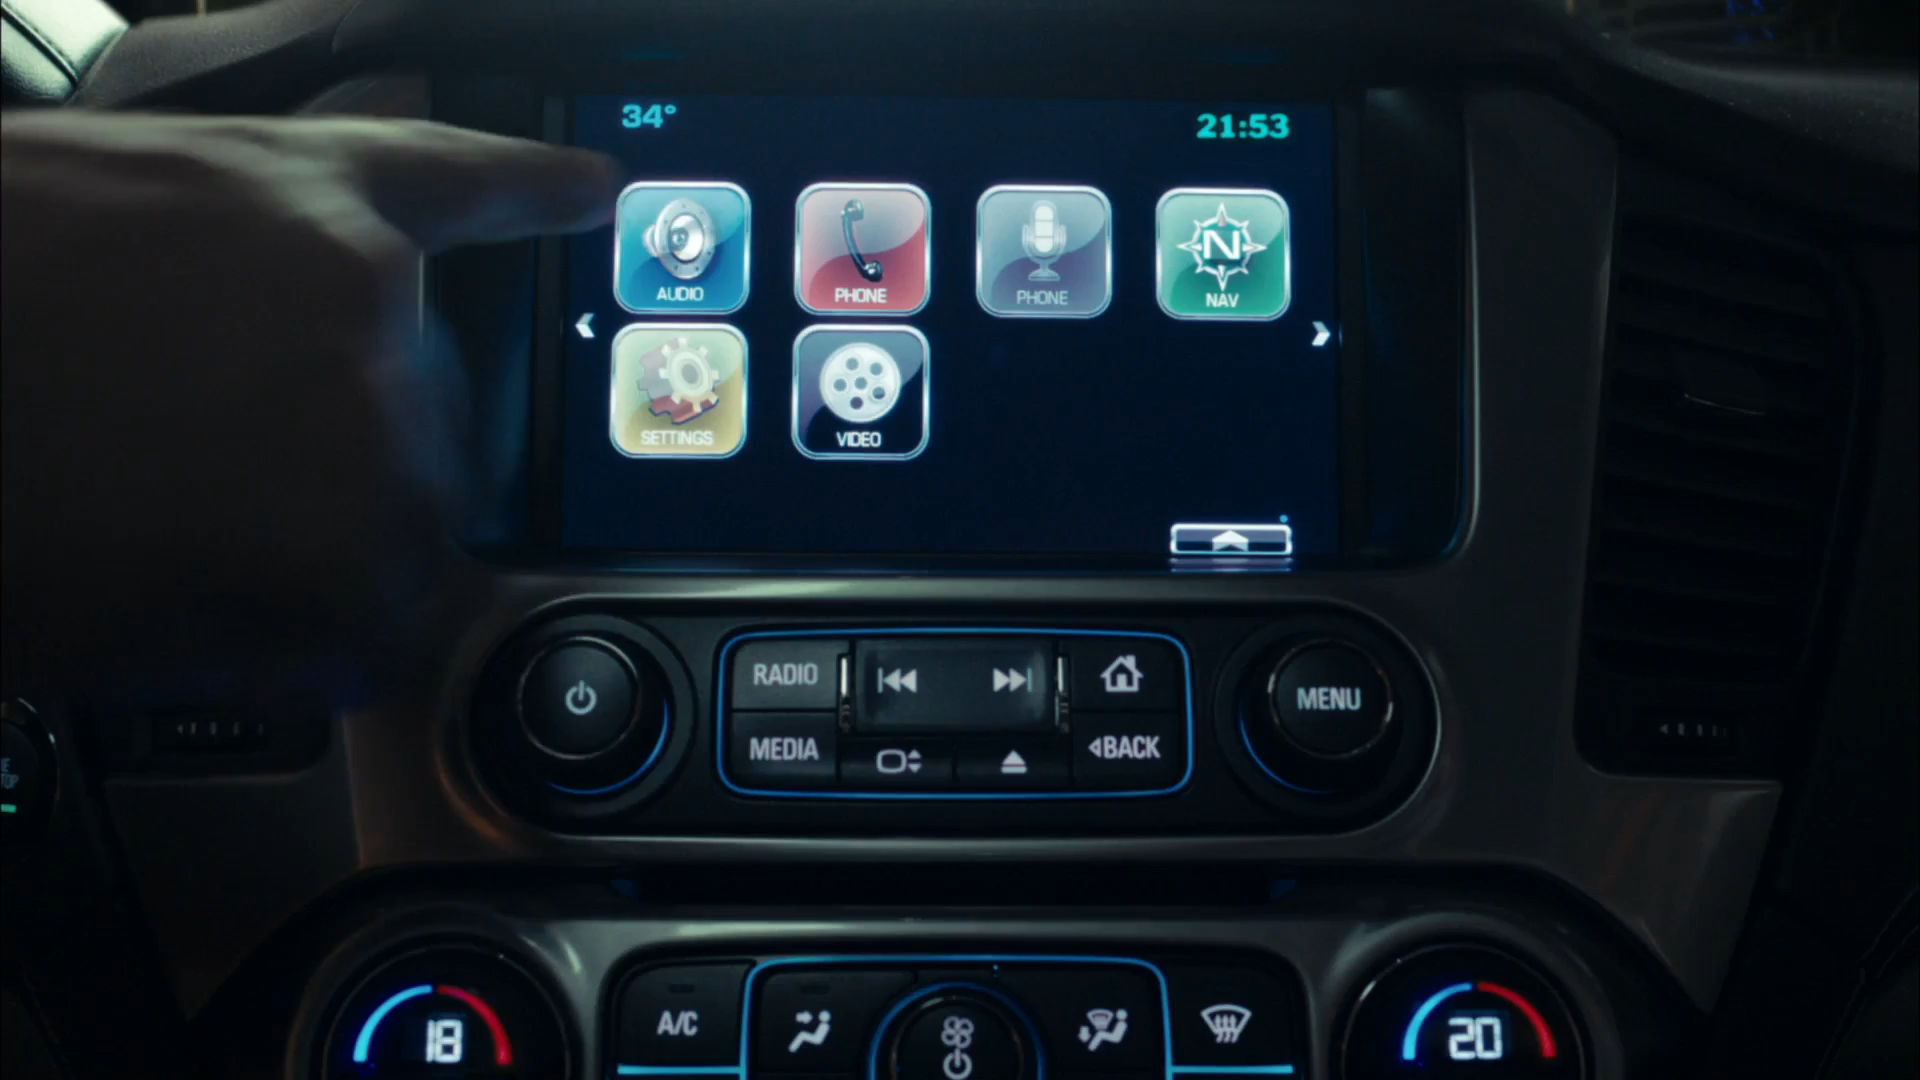 34°
21:53
AUDIO
PHONE
PHONE
N
NAV
SETTINGS
VIDEO
RADIO
MENU
MEDIA
BACK
A/C
18
20